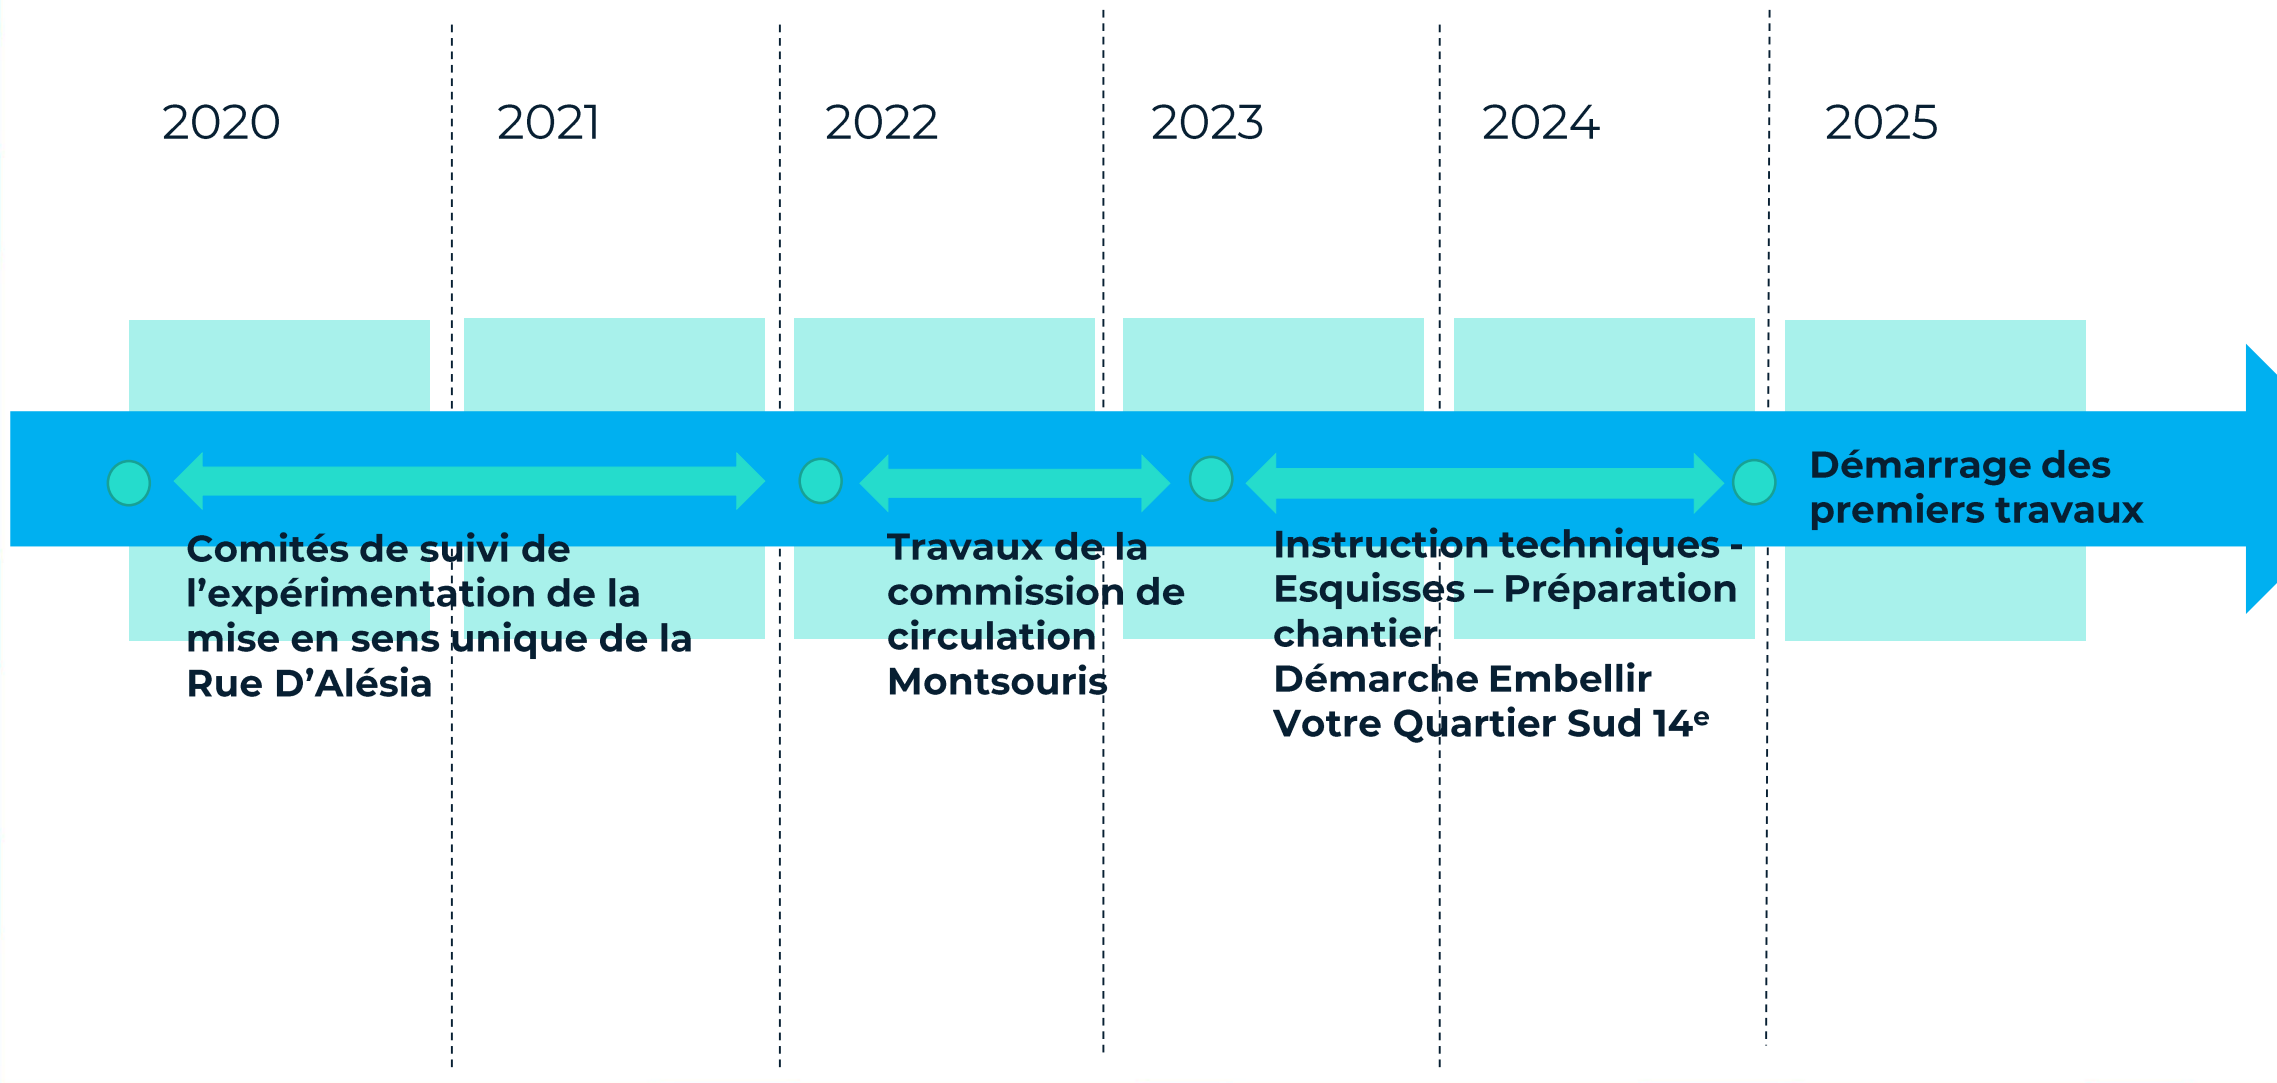 2020
2021
2022
2023
2024
2025
Comités de suivi de
l’expérimentation de la
mise en sens unique de la
Rue D’Alésia
Travaux de la
commission de
circulation
Montsouris
Instruction techniques -
Esquisses – Préparation
chantier
Démarche Embellir
Votre Quartier Sud 14ᵉ
Démarrage des
premiers travaux